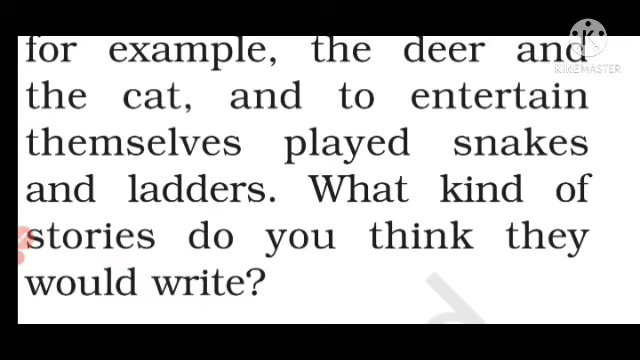 for example, the deer and
the cat, and to entertain
themselves played snakes
and ladders. What kind of
stories do you think they
would write?
KINEMASTER